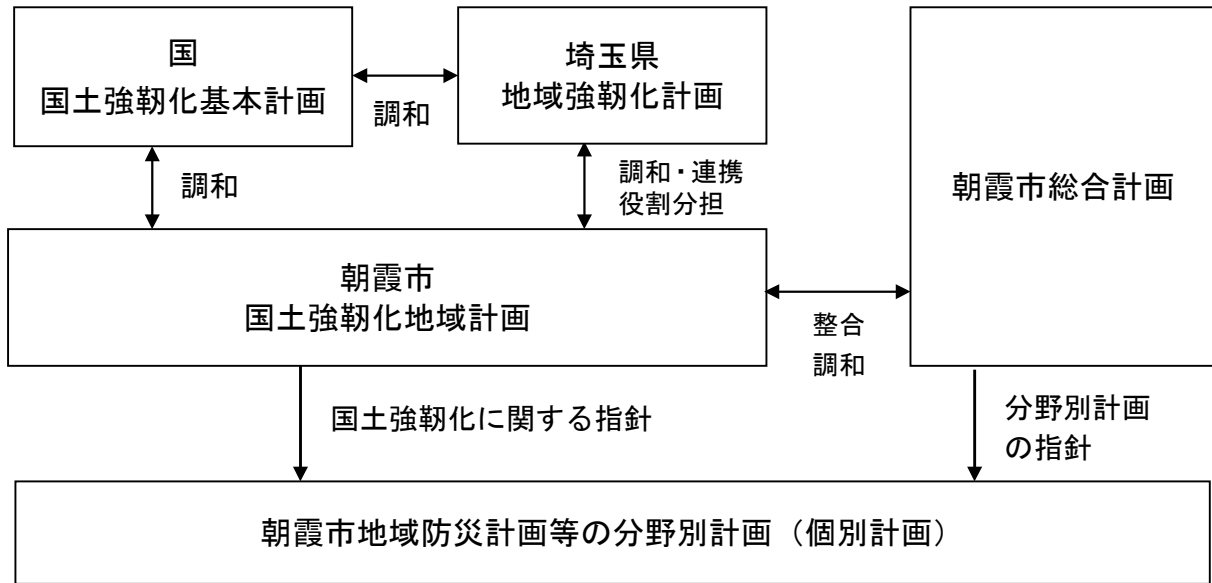 国
国土強靭化基本計画
調和
埼玉県
地域強靭化計画
調和
調和・連携
役割分担
朝霞市総合計画
朝霞市
国土強靭化地域計画
整合
調和
国土強靭化に関する指針
分野別計画
の指針
朝霞市地域防災計画等の分野別計画（個別計画）